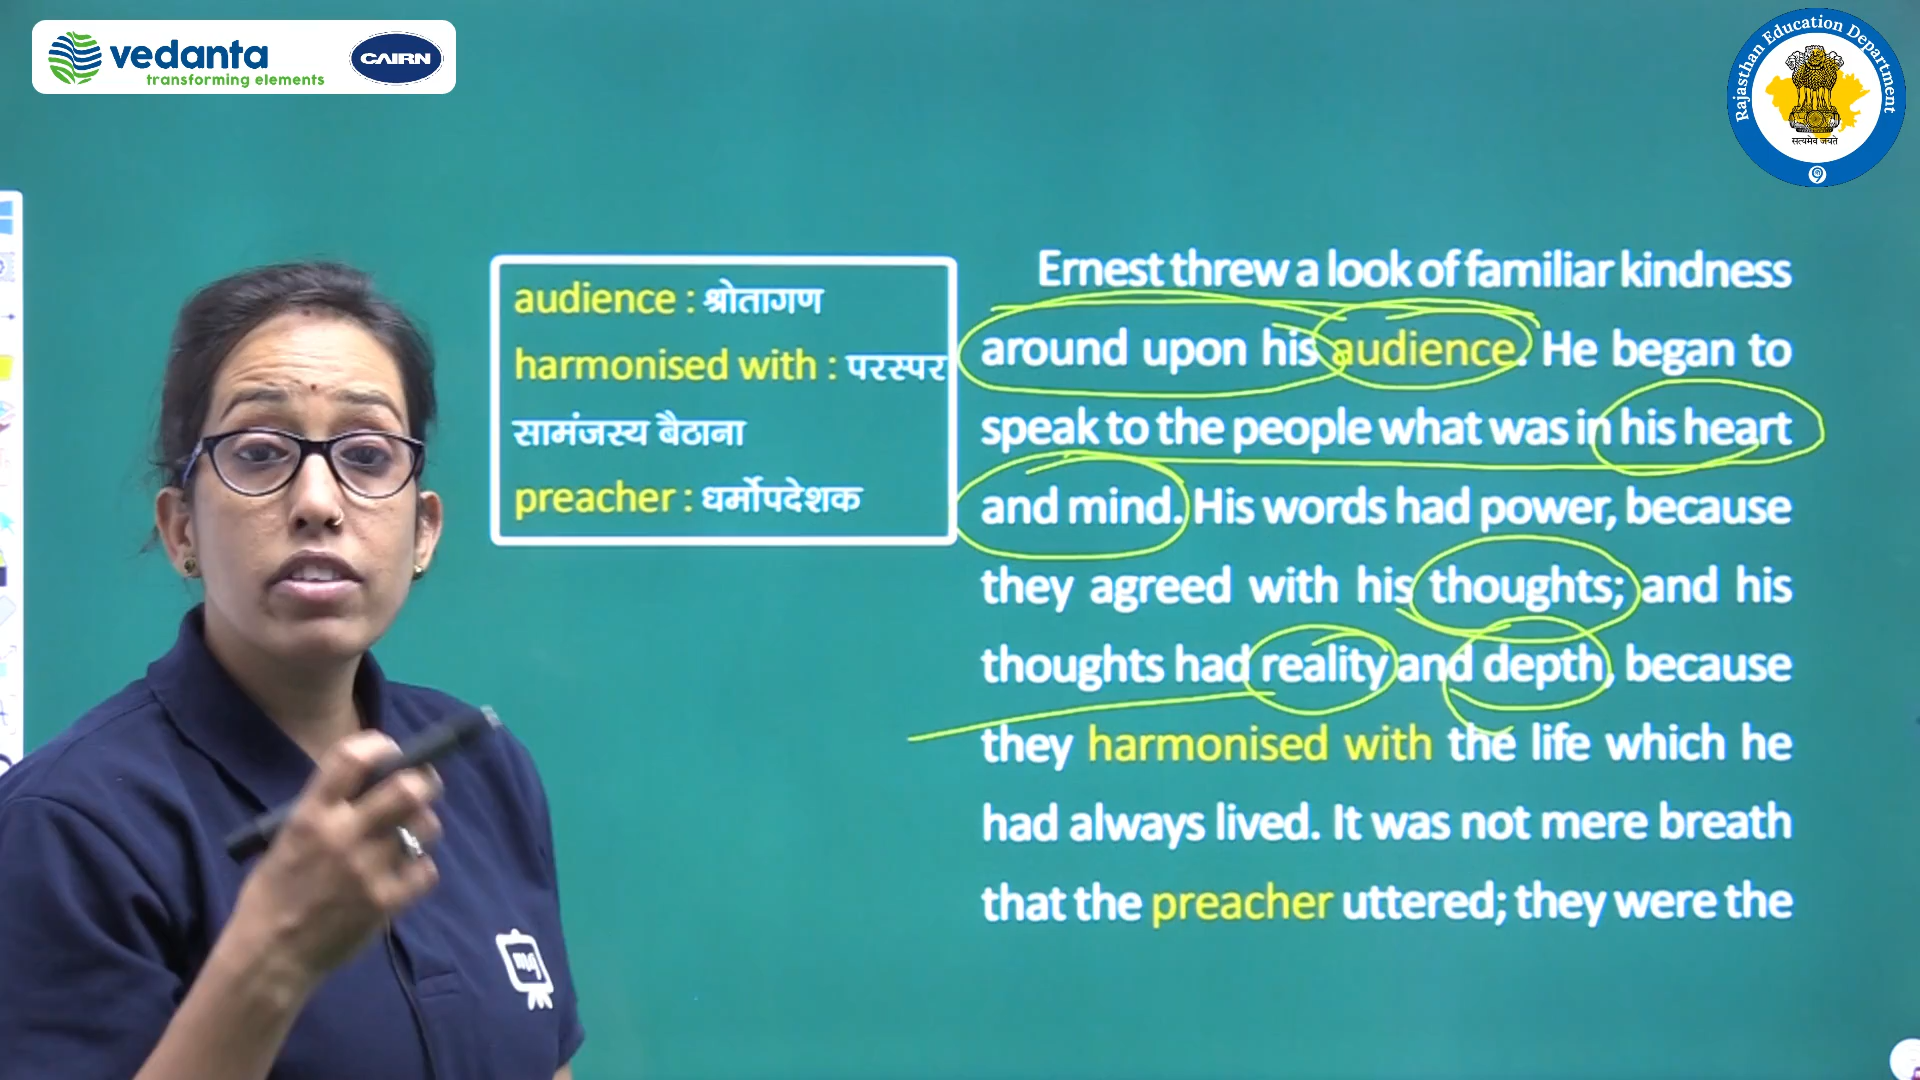 vedanta
transforming elements
CAIRN
Rajasthan Education Department
सत्यमेव जयते
audience : श्रोतागण
harmonised with : परस्पर
सामंजस्य बैठाना
preacher : धर्मोपदेशक
Ernest threw a look of familiar kindness
around upon his audience. He began to
speak to the people what was in his heart
and mind. His words had power, because
they agreed with his thoughts; and his
thoughts had reality and depth, because
they harmonised with the life which he
had always lived. It was not mere breath
that the preacher uttered; they were the